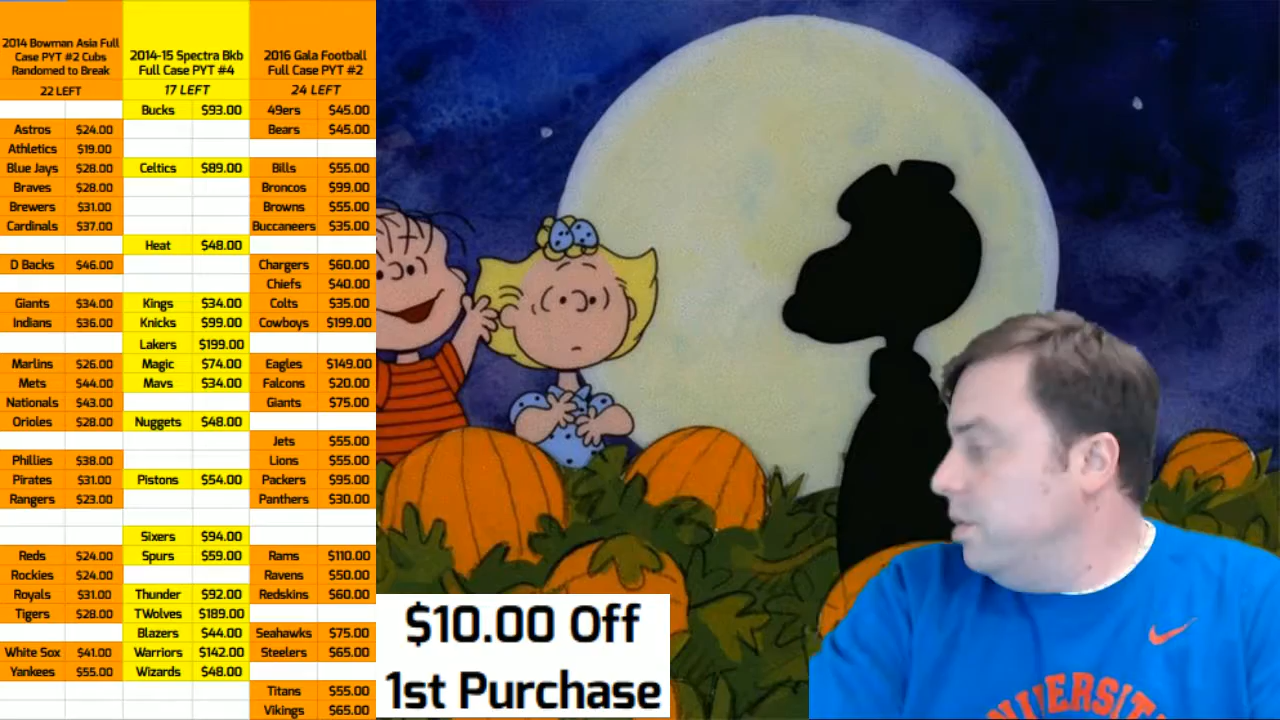 2014 Bowman Asia Full
Case PYT #2 Cubs
Randomed to Break
22 LEFT
Astros $24.00
Athletics $19.00
Blue Jays $28.00
Braves $28.00
Brewers $31.00
Cardinals $37.00
D Backs $46.00
Giants $34.00
Indians $36.00
Marlins $26.00
Mets $44.00
Nationals $43.00
Orioles $28.00
Phillies $38.00
Pirates $31.00
Rangers $23.00
Reds $24.00
Rockies $24.00
Royals $31.00
Tigers $28.00
White Sox $41.00
Yankees $55.00
2014-15 Spectra Bkb
Full Case PYT #4
17 LEFT
Bucks $93.00
Celtics $89.00
Heat $48.00
Kings $34.00
Knicks $99.00
Lakers $199.00
Magic $74.00
Mavs $34.00
Nuggets $48.00
Pistons $54.00
Sixers $94.00
Spurs $59.00
Thunder $92.00
TWolves $189.00
Blazers $44.00
Warriors $142.00
Wizards $48.00
2016 Gala Football
Full Case PYT #2
24 LEFT
49ers $45.00
Bears $45.00
Bills $55.00
Broncos $99.00
Browns $55.00
Buccaneers $35.00
Chargers $60.00
Chiefs $40.00
Colts $35.00
Cowboys $199.00
Eagles $149.00
Falcons $20.00
Giants $75.00
Jets $55.00
Lions $55.00
Packers $95.00
Panthers $30.00
Rams $110.00
Ravens $50.00
Redskins $60.00
Seahawks $75.00
Steelers $65.00
Titans $55.00
Vikings $65.00
$10.00 Off
1st Purchase